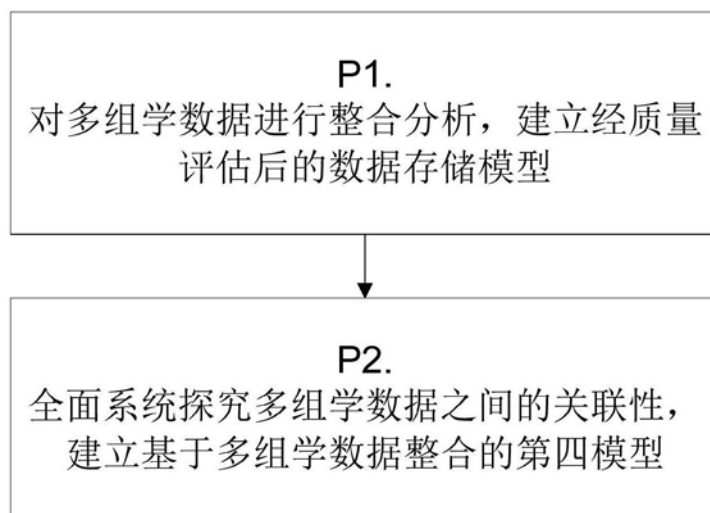 P1.
对多组学数据进行整合分析，建立经质量
评估后的数据存储模型
P2.
全面系统探究多组学数据之间的关联性，
建立基于多组学数据整合的第四模型